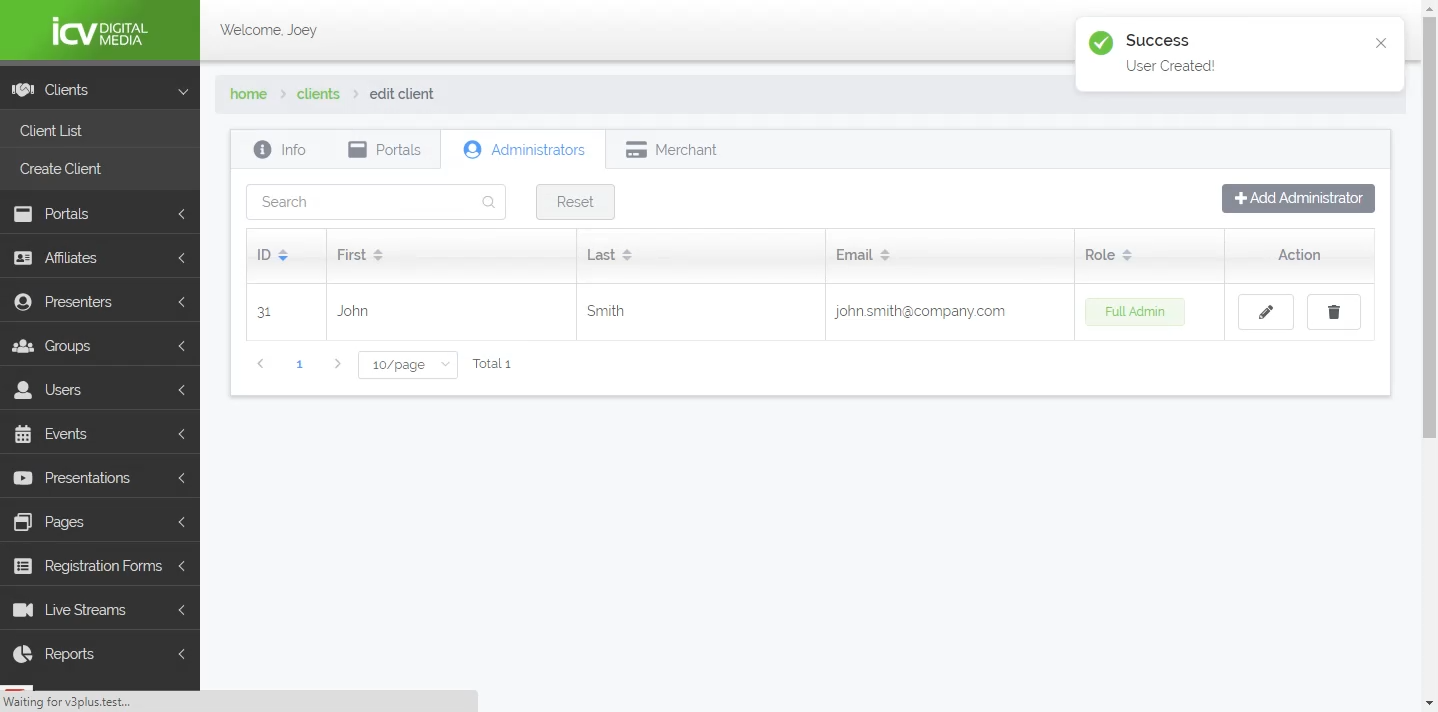 icv DIGITAL MEDIA
Welcome, Joey
Success
User Created!
Clients
Client List
Create Client
Portals
Affiliates
Presenters
Groups
Users
Events
Presentations
Pages
Registration Forms
Live Streams
Reports
home > clients > edit client
Info Portals Administrators Merchant
Search Reset Add Administrator
ID First Last Email Role Action
31 John Smith john.smith@company.com Full Admin
1 10/page Total 1
Waiting for v3plus.test...